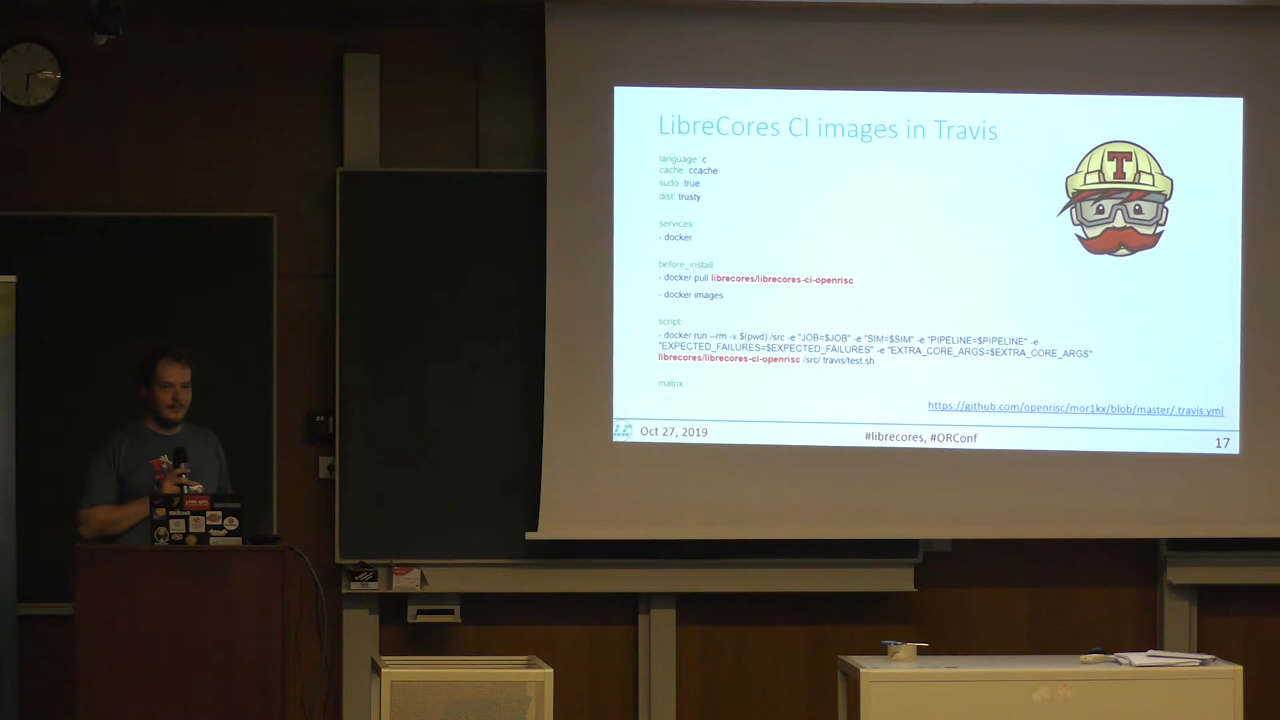 LibreCores CI images in Travis
T
language: c
cache: ccache
sudo: true
dist: trusty
services:
- docker
before_install:
- docker pull librecores/librecores-ci-openrisc
- docker images
script:
- docker run --rm -v $(pwd):/src -e "JOB=$JOB" -e "SIM=$SIM" -e "PIPELINE=$PIPELINE" -e
"EXPECTED_FAILURES=$EXPECTED_FAILURES" -e "EXTRA_CORE_ARGS=$EXTRA_CORE_ARGS"
librecores/librecores-ci-openrisc /src/.travis/test.sh
matrix:
https://github.com/openrisc/mor1kx/blob/master/.travis.yml
Oct 27, 2019
#librecores, #ORConf
17